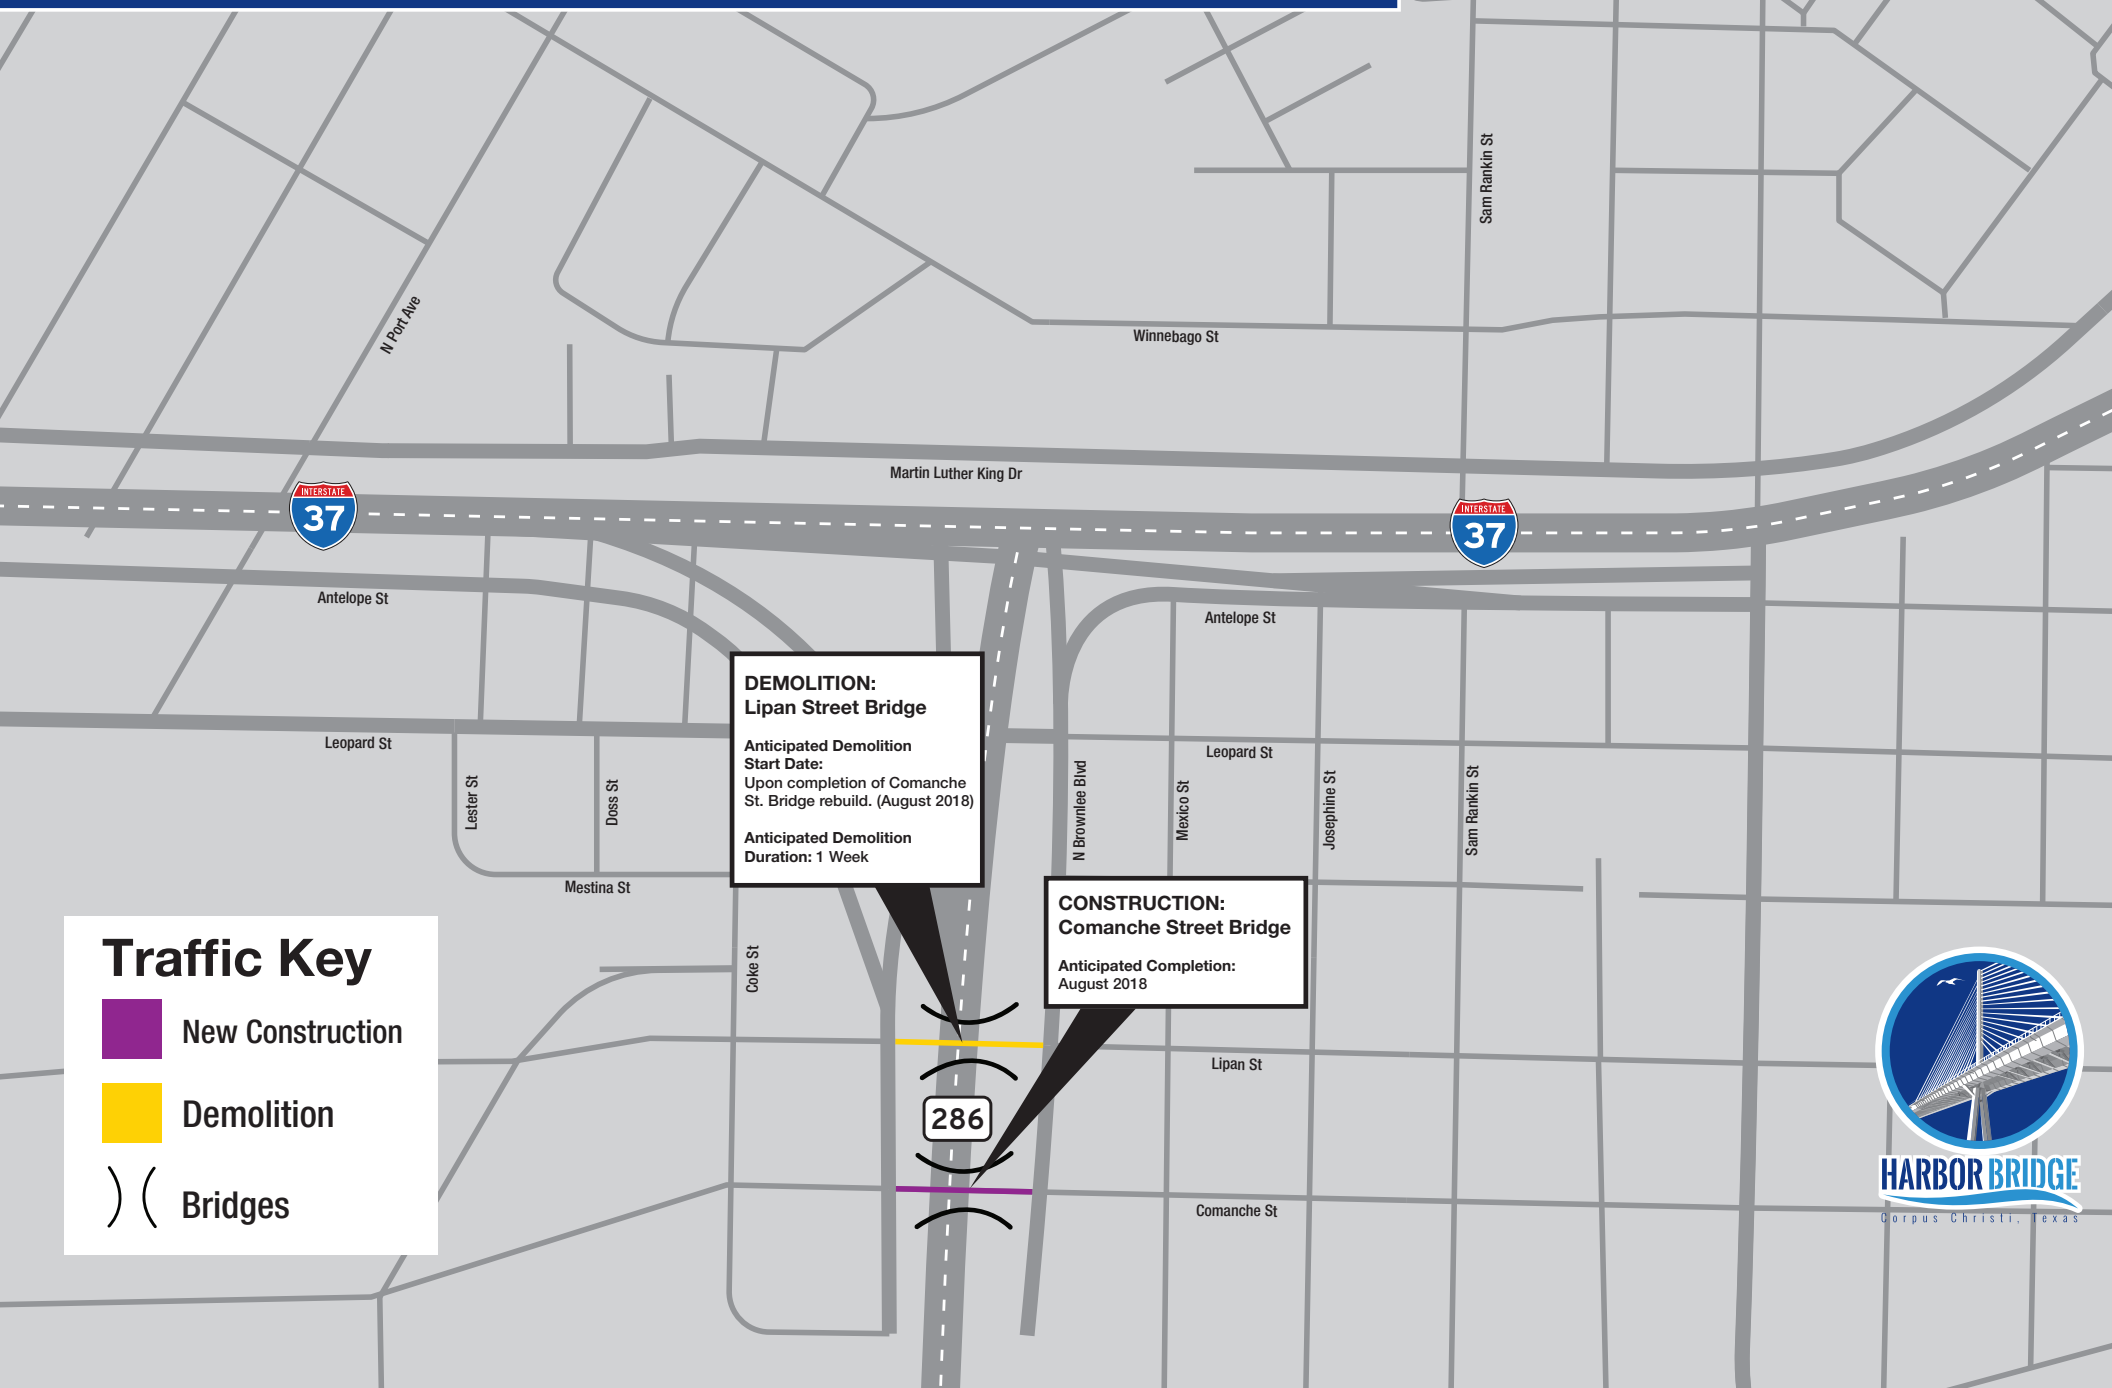 Sam Rankin St
N Port Ave
Winnebago St
Martin Luther King Dr
INTERSTATE
37
INTERSTATE
37
Antelope St
Antelope St
DEMOLITION:
Lipan Street Bridge
Anticipated Demolition
Start Date:
Upon completion of Comanche
St. Bridge rebuild. (August 2018)
Anticipated Demolition
Duration: 1 Week
Leopard St
Leopard St
Lester St
Doss St
N Brownlee Blvd
Mexico St
Josephine St
Sam Rankin St
Mestina St
CONSTRUCTION:
Comanche Street Bridge
Anticipated Completion:
August 2018
Coke St
Traffic Key
New Construction
Demolition
Bridges
Lipan St
286
Comanche St
HARBOR BRIDGE
Corpus Christi, Texas